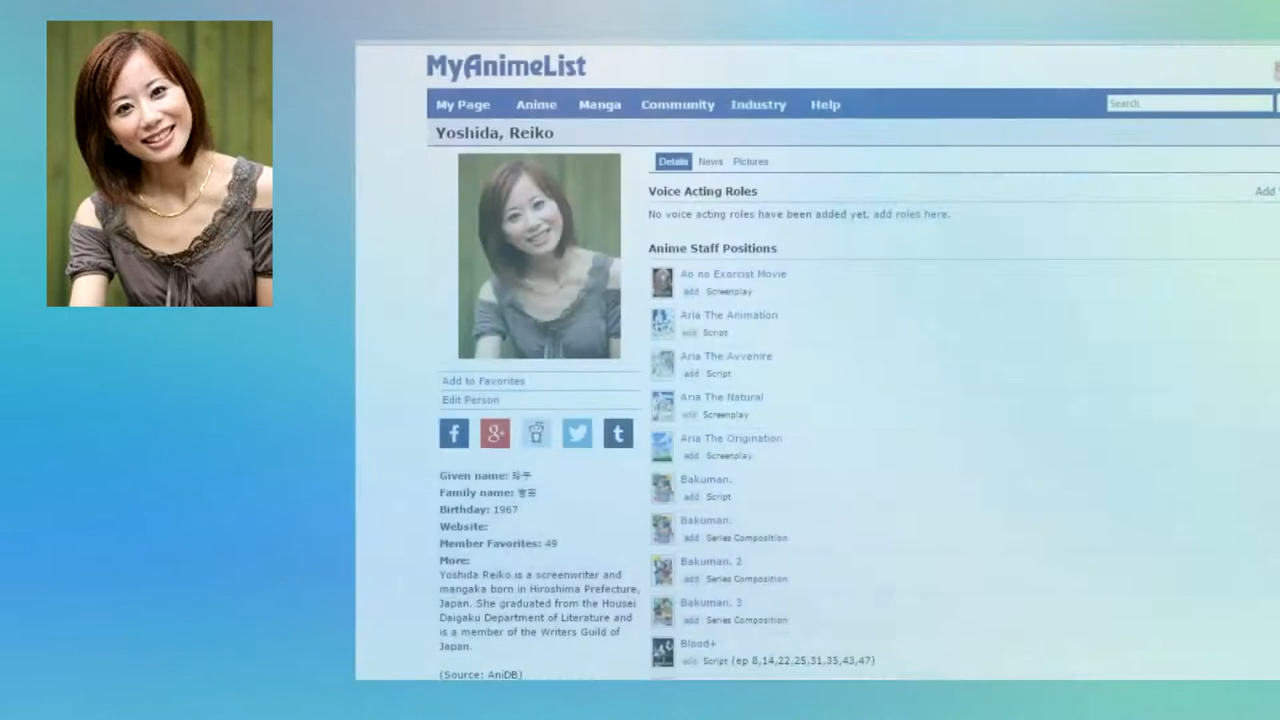 MyAnimeList
My Page Anime Manga Community Industry Help
Search
Yoshida, Reiko
Details News Pictures
Voice Acting Roles
Add
No voice acting roles have been added yet, add roles here.
Anime Staff Positions
Ao no Exorcist Movie
add Screenplay
Aria The Animation
add Script
Aria The Avvenire
add Script
Aria The Natural
add Screenplay
Aria The Origination
add Screenplay
Bakuman.
add Script
Bakuman.
add Series Composition
Bakuman. 2
add Series Composition
Bakuman. 3
add Series Composition
Blood+
add Script (ep 8,14,22,25,31,35,43,47)
Add to Favorites
Edit Person
Given name: 玲子
Family name: 吉田
Birthday: 1967
Website:
Member Favorites: 49
More:
Yoshida Reiko is a screenwriter and
mangaka born in Hiroshima Prefecture,
Japan. She graduated from the Housei
Daigaku Department of Literature and
is a member of the Writers Guild of
Japan.
(Source: AniDB)